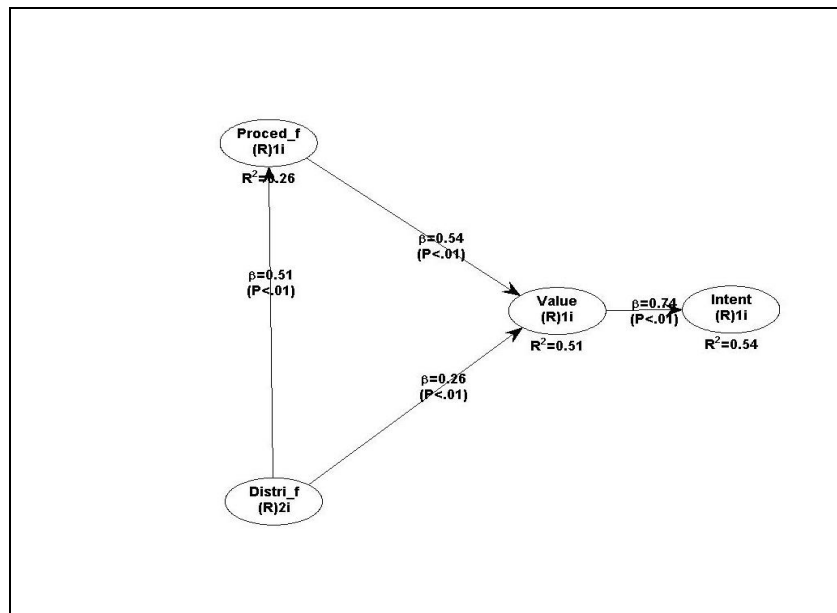 Proced_f
(R)1i
R²=0.26
β=0.54
(P<.01)
β=0.51
(P<.01)
Value
(R)1i
R²=0.51
β=0.74
(P<.01)
Intent
(R)1i
R²=0.54
β=0.26
(P<.01)
Distri_f
(R)2i